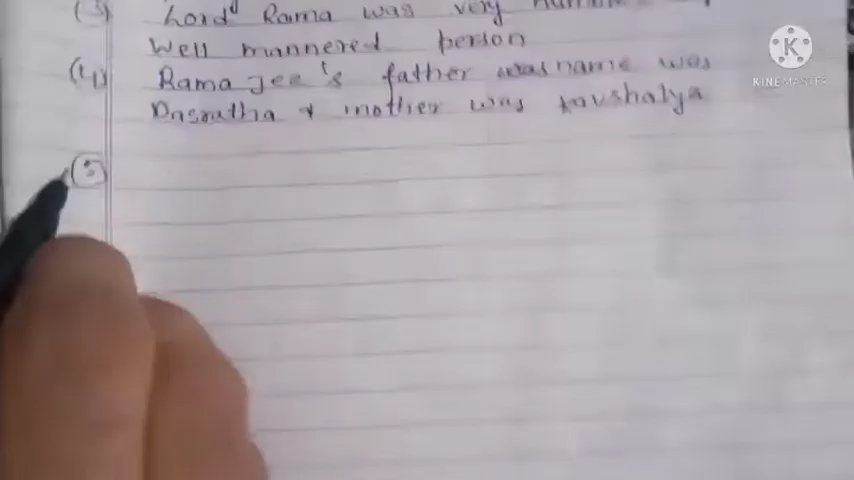 (3) Lord Rama was very
Well mannered person
(4) Rama Jee's father was name was
Dasratha & mother was kaushalya
(5)
KINEMASTER